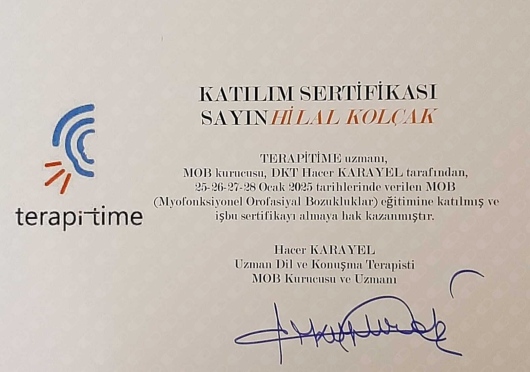 KATILIM SERTİFİKASI
SAYIN HİLAL KOLÇAK
terapi-time
TERAPİTİME uzmanı,
MOB kurucusu, DKT Hacer KARAYEL tarafından,
25-26-27-28 Ocak 2025 tarihlerinde verilen MOB
(Myofonksiyonel Orofasiyal Bozukluklar) eğitimine katılmış ve
işbu sertifikayı almaya hak kazanmıştır.
Hacer KARAYEL
Uzman Dil ve Konuşma Terapisti
MOB Kurucusu ve Uzmanı